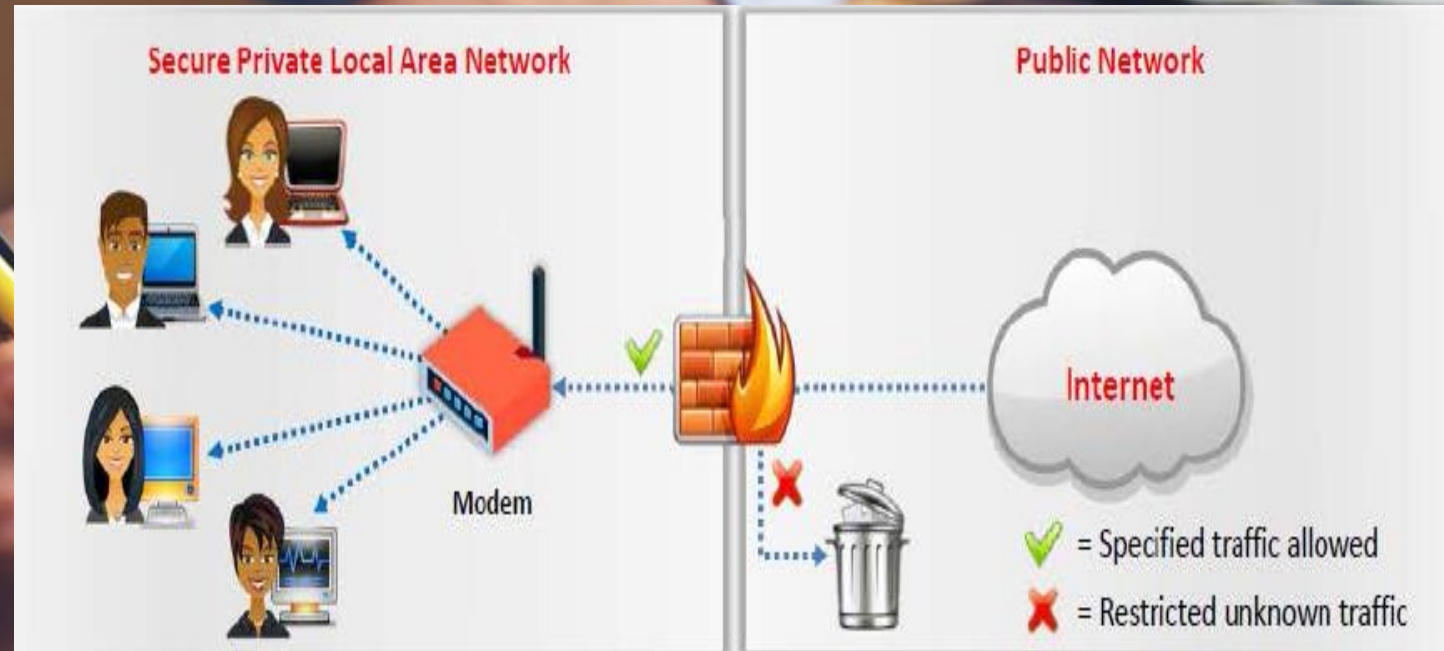 Secure Private Local Area Network
Public Network
Internet
Modem
= Specified traffic allowed
= Restricted unknown traffic